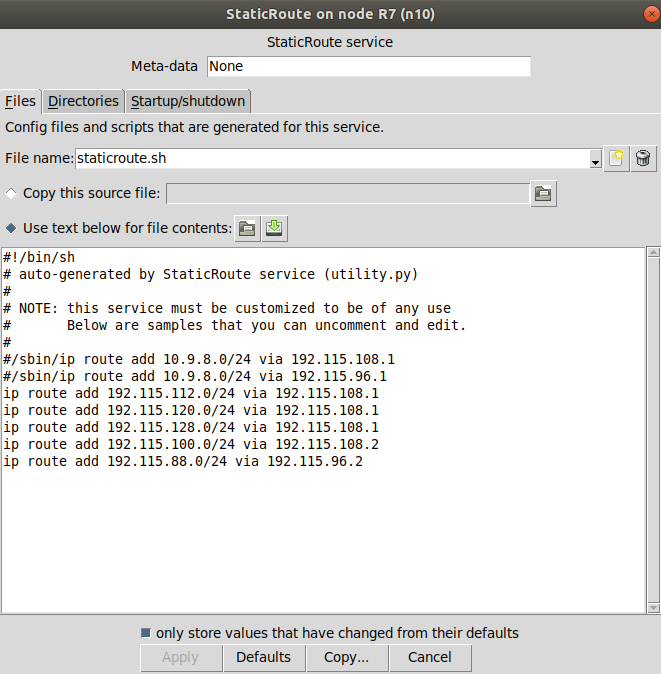 StaticRoute on node R7 (n10)
StaticRoute service
Meta-data None
Files Directories Startup/shutdown
Config files and scripts that are generated for this service.
File name: staticroute.sh
Copy this source file:
Use text below for file contents:
#!/bin/sh
# auto-generated by StaticRoute service (utility.py)
#
# NOTE: this service must be customized to be of any use
#       Below are samples that you can uncomment and edit.
#
#/sbin/ip route add 10.9.8.0/24 via 192.115.108.1
#/sbin/ip route add 10.9.8.0/24 via 192.115.96.1
ip route add 192.115.112.0/24 via 192.115.108.1
ip route add 192.115.120.0/24 via 192.115.108.1
ip route add 192.115.128.0/24 via 192.115.108.1
ip route add 192.115.100.0/24 via 192.115.108.2
ip route add 192.115.88.0/24 via 192.115.96.2
only store values that have changed from their defaults
Apply Defaults Copy... Cancel